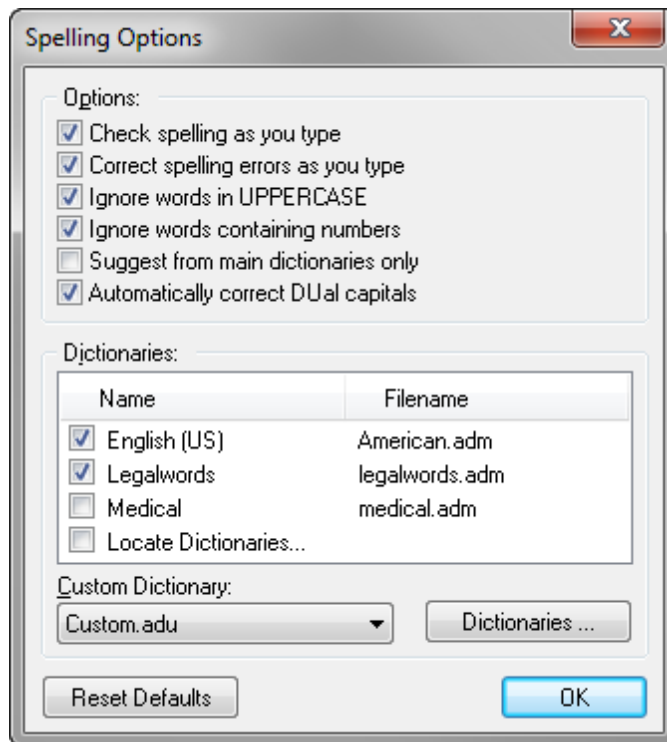 Spelling Options
Options:
Check spelling as you type
Correct spelling errors as you type
Ignore words in UPPERCASE
Ignore words containing numbers
Suggest from main dictionaries only
Automatically correct DUal capitals
Dictionaries:
Name Filename
English (US) American.adm
Legalwords legalwords.adm
Medical medical.adm
Locate Dictionaries...
Custom Dictionary:
Custom.adu Dictionaries ...
Reset Defaults OK